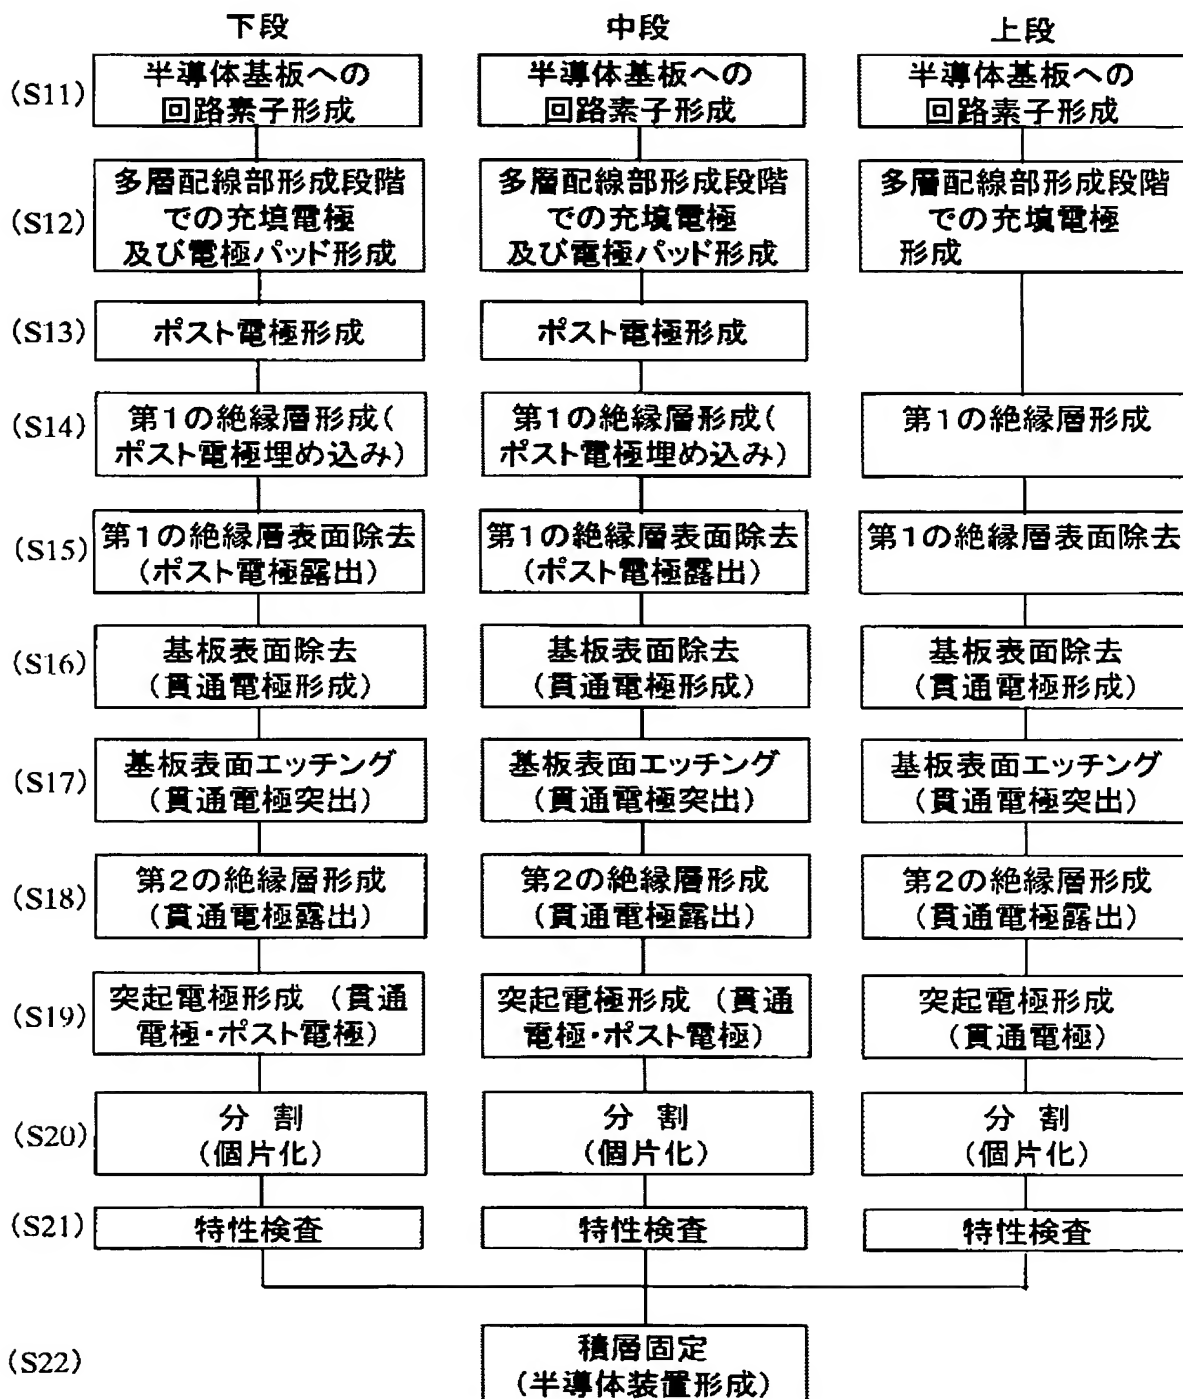 下段
中段
上段
(S11)
半導体基板への
回路素子形成
半導体基板への
回路素子形成
半導体基板への
回路素子形成
(S12)
多層配線部形成段階
での充填電極
及び電極パッド形成
多層配線部形成段階
での充填電極
及び電極パッド形成
多層配線部形成段階
での充填電極
形成
(S13)
ポスト電極形成
ポスト電極形成
(S14)
第1の絶縁層形成(
ポスト電極埋め込み)
第1の絶縁層形成(
ポスト電極埋め込み)
第1の絶縁層形成
(S15)
第1の絶縁層表面除去
(ポスト電極露出)
第1の絶縁層表面除去
(ポスト電極露出)
第1の絶縁層表面除去
(S16)
基板表面除去
(貫通電極形成)
基板表面除去
(貫通電極形成)
基板表面除去
(貫通電極形成)
(S17)
基板表面エッチング
(貫通電極突出)
基板表面エッチング
(貫通電極突出)
基板表面エッチング
(貫通電極突出)
(S18)
第2の絶縁層形成
(貫通電極露出)
第2の絶縁層形成
(貫通電極露出)
第2の絶縁層形成
(貫通電極露出)
(S19)
突起電極形成 (貫通
電極・ポスト電極)
突起電極形成 (貫通
電極・ポスト電極)
突起電極形成
(貫通電極)
(S20)
分 割
(個片化)
分 割
(個片化)
分 割
(個片化)
(S21)
特性検査
特性検査
特性検査
(S22)
積層固定
(半導体装置形成)